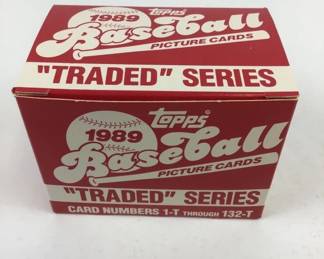 Topps®
1989
Baseball
PICTURE CARDS
"TRADED" SERIES
Topps®
1989
Baseball
PICTURE CARDS
"TRADED" SERIES
CARD NUMBERS 1-T THROUGH 132-T